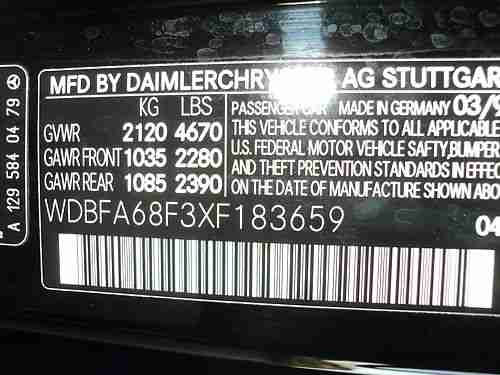 MFD BY DAIMLERCHRYSLER AG STUTTGAR
KG LBS
GVWR 2120 4670
GAWR FRONT 1035 2280
GAWR REAR 1085 2390
PASSENGER CAR MADE IN GERMANY 03/9
THIS VEHICLE CONFORMS TO ALL APPLICABLE
U.S. FEDERAL MOTOR VEHICLE SAFTY, BUMPER
AND THEFT PREVENTION STANDARDS IN EFFE
ON THE DATE OF MANUFACTURE SHOWN ABO
WDBFA68F3XF183659
04
A 129 584 04 79